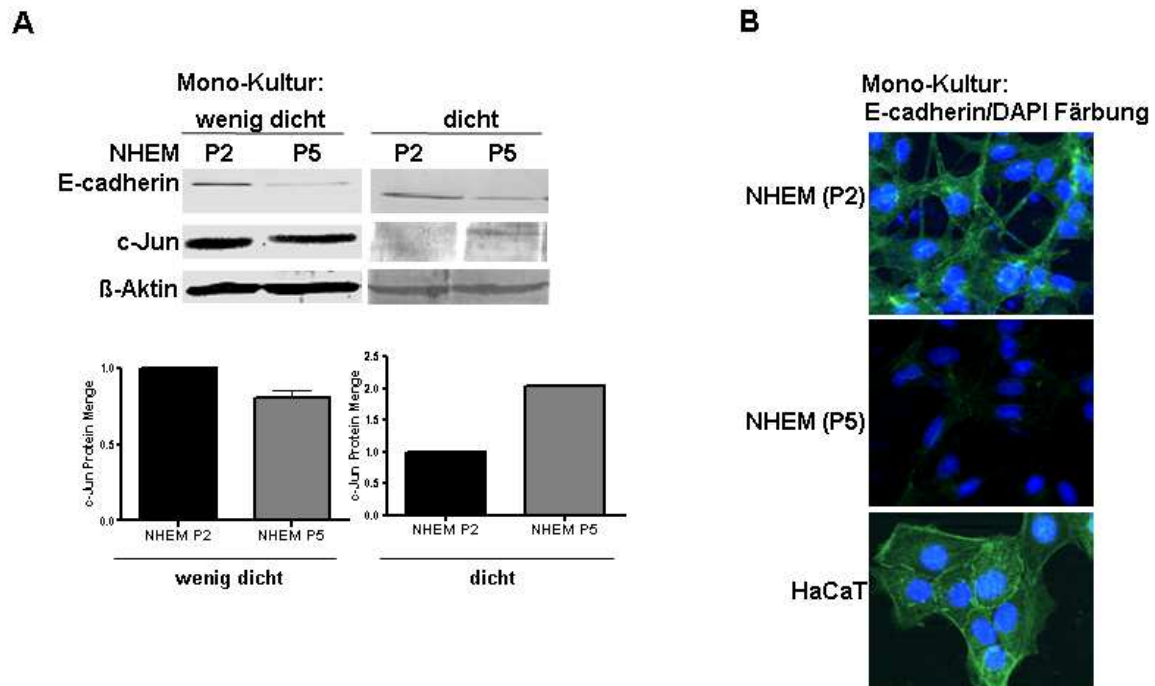 A
Mono-Kultur:
wenig dicht dicht
NHEM P2 P5 P2 P5
E-cadherin
c-Jun
ß-Aktin
c-Jun Protein Menge
1.0
0.5
0.0
NHEM P2 NHEM P5
wenig dicht
c-Jun Protein Menge
2.5
2.0
1.5
1.0
0.5
0.0
NHEM P2 NHEM P5
dicht
B
Mono-Kultur:
E-cadherin/DAPI Färbung
NHEM (P2)
NHEM (P5)
HaCaT